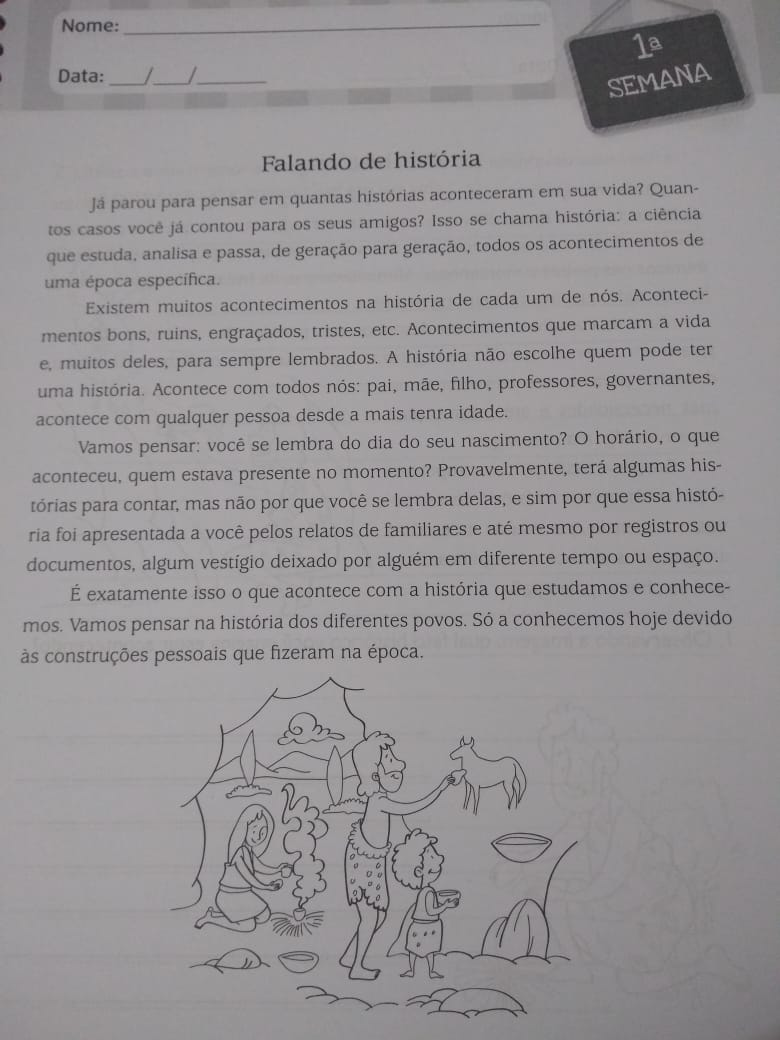 Nome:
Data: ___/___/______
1ª
SEMANA
Falando de história
Já parou para pensar em quantas histórias aconteceram em sua vida? Quan-
tos casos você já contou para os seus amigos? Isso se chama história: a ciência
que estuda, analisa e passa, de geração para geração, todos os acontecimentos de
uma época específica.
Existem muitos acontecimentos na história de cada um de nós. Aconteci-
mentos bons, ruins, engraçados, tristes, etc. Acontecimentos que marcam a vida
e, muitos deles, para sempre lembrados. A história não escolhe quem pode ter
uma história. Acontece com todos nós: pai, mãe, filho, professores, governantes,
acontece com qualquer pessoa desde a mais tenra idade.
Vamos pensar: você se lembra do dia do seu nascimento? O horário, o que
aconteceu, quem estava presente no momento? Provavelmente, terá algumas his-
tórias para contar, mas não por que você se lembra delas, e sim por que essa histó-
ria foi apresentada a você pelos relatos de familiares e até mesmo por registros ou
documentos, algum vestígio deixado por alguém em diferente tempo ou espaço.
É exatamente isso o que acontece com a história que estudamos e conhece-
mos. Vamos pensar na história dos diferentes povos. Só a conhecemos hoje devido
às construções pessoais que fizeram na época.